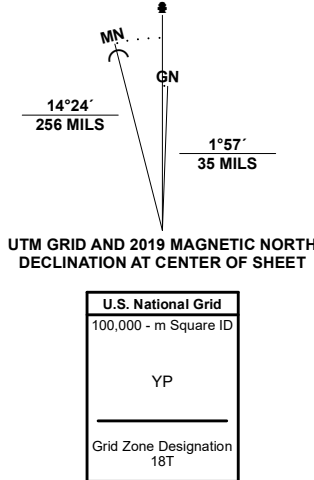 MN
GN
14°24´
256 MILS
1°57´
35 MILS
UTM GRID AND 2019 MAGNETIC NORTH
DECLINATION AT CENTER OF SHEET
U.S. National Grid
100,000 - m Square ID
YP
Grid Zone Designation
18T